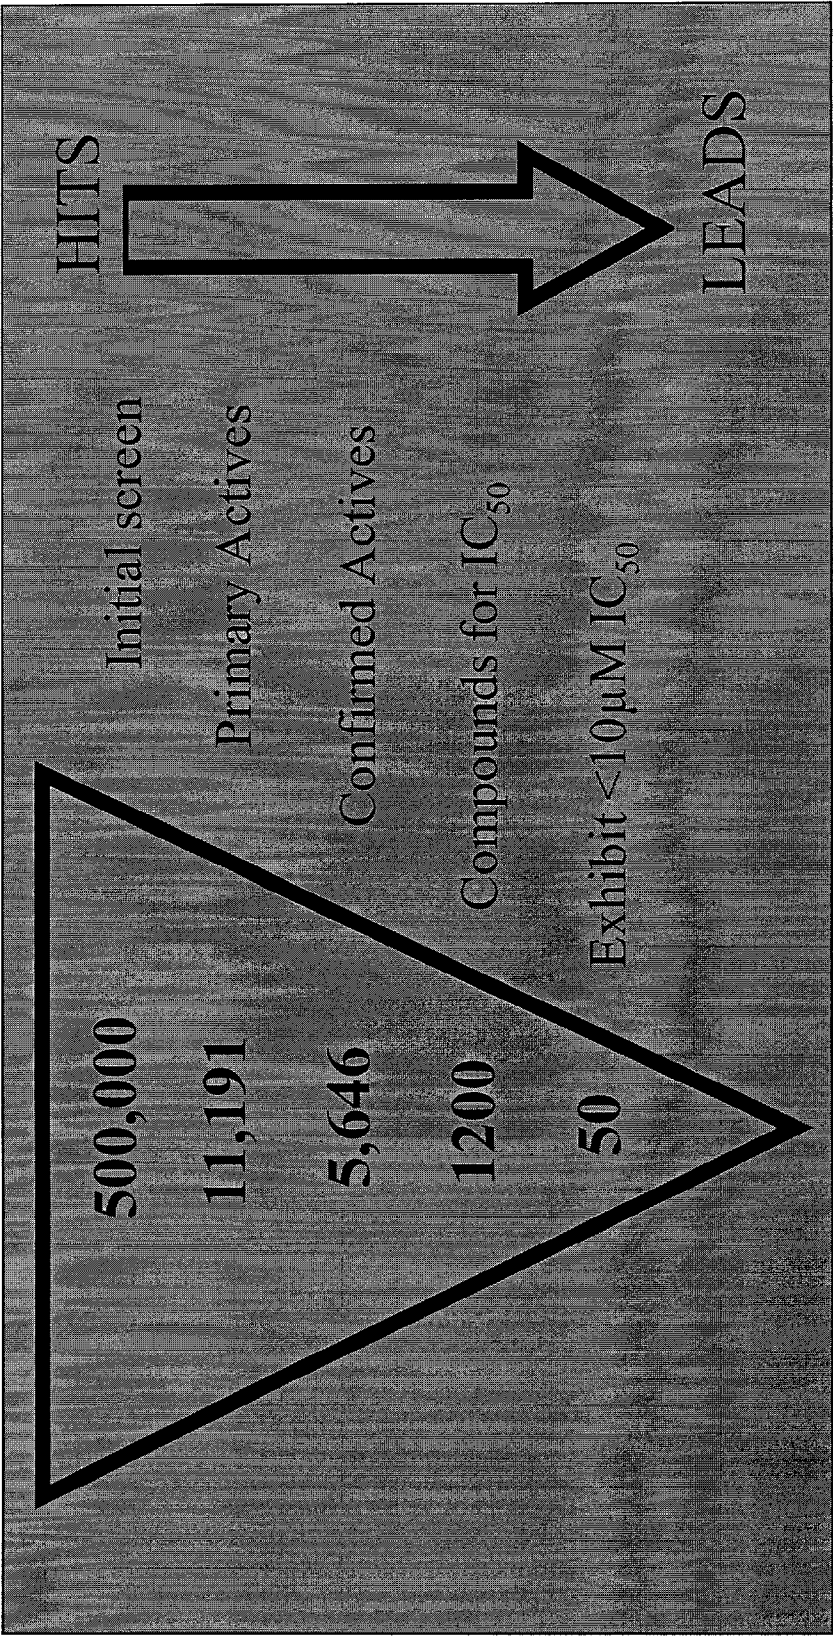 500,000 Initial screen HITS
11,191 Primary Actives
5,646 Confirmed Actives
1200 Compounds for IC50
50 Exhibit <10µM IC50
LEADS